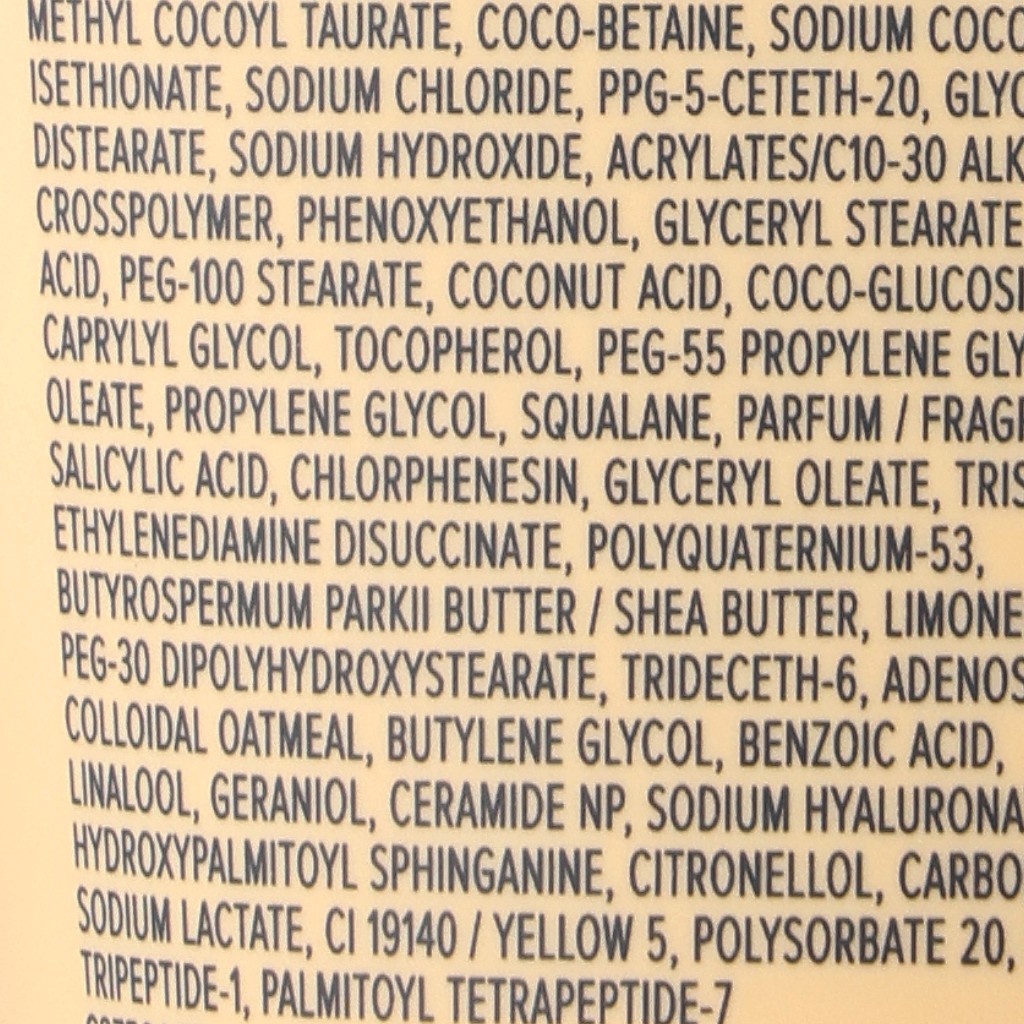 METHYL COCOYL TAURATE, COCO-BETAINE, SODIUM COCO
ISETHIONATE, SODIUM CHLORIDE, PPG-5-CETETH-20, GLYC
DISTEARATE, SODIUM HYDROXIDE, ACRYLATES/C10-30 ALK
CROSSPOLYMER, PHENOXYETHANOL, GLYCERYL STEARATE
ACID, PEG-100 STEARATE, COCONUT ACID, COCO-GLUCOSI
CAPRYLYL GLYCOL, TOCOPHEROL, PEG-55 PROPYLENE GLY
OLEATE, PROPYLENE GLYCOL, SQUALANE, PARFUM / FRAG
SALICYLIC ACID, CHLORPHENESIN, GLYCERYL OLEATE, TRIS
ETHYLENEDIAMINE DISUCCINATE, POLYQUATERNIUM-53,
BUTYROSPERMUM PARKII BUTTER / SHEA BUTTER, LIMONE
PEG-30 DIPOLYHYDROXYSTEARATE, TRIDECETH-6, ADENOS
COLLOIDAL OATMEAL, BUTYLENE GLYCOL, BENZOIC ACID,
LINALOOL, GERANIOL, CERAMIDE NP, SODIUM HYALURONA
HYDROXYPALMITOYL SPHINGANINE, CITRONELLOL, CARBO
SODIUM LACTATE, CI 19140 / YELLOW 5, POLYSORBATE 20,
TRIPEPTIDE-1, PALMITOYL TETRAPEPTIDE-7